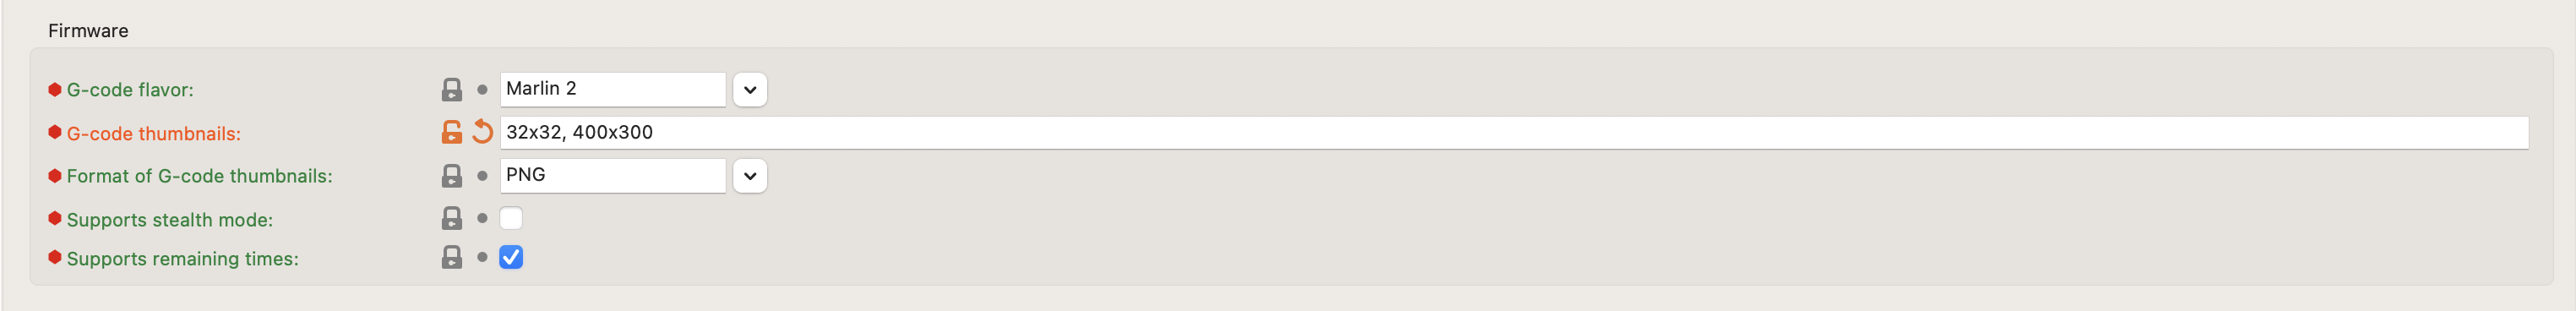 Firmware
G-code flavor: Marlin 2
G-code thumbnails: 32x32, 400x300
Format of G-code thumbnails: PNG
Supports stealth mode:
Supports remaining times: